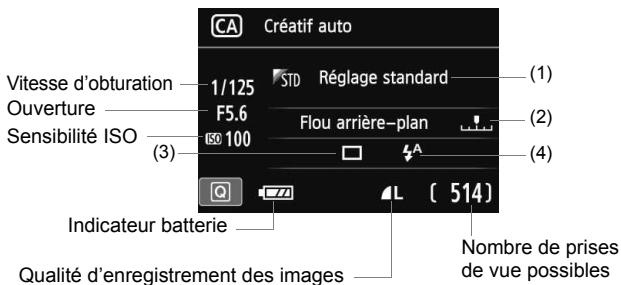 CA Créatif auto
Vitesse d'obturation 1/125
STD Réglage standard (1)
Ouverture F5.6
Flou arrière-plan (2)
Sensibilité ISO ISO 100
(3) A (4)
Q L ( 514)
Indicateur batterie
Nombre de prises
de vue possibles
Qualité d'enregistrement des images